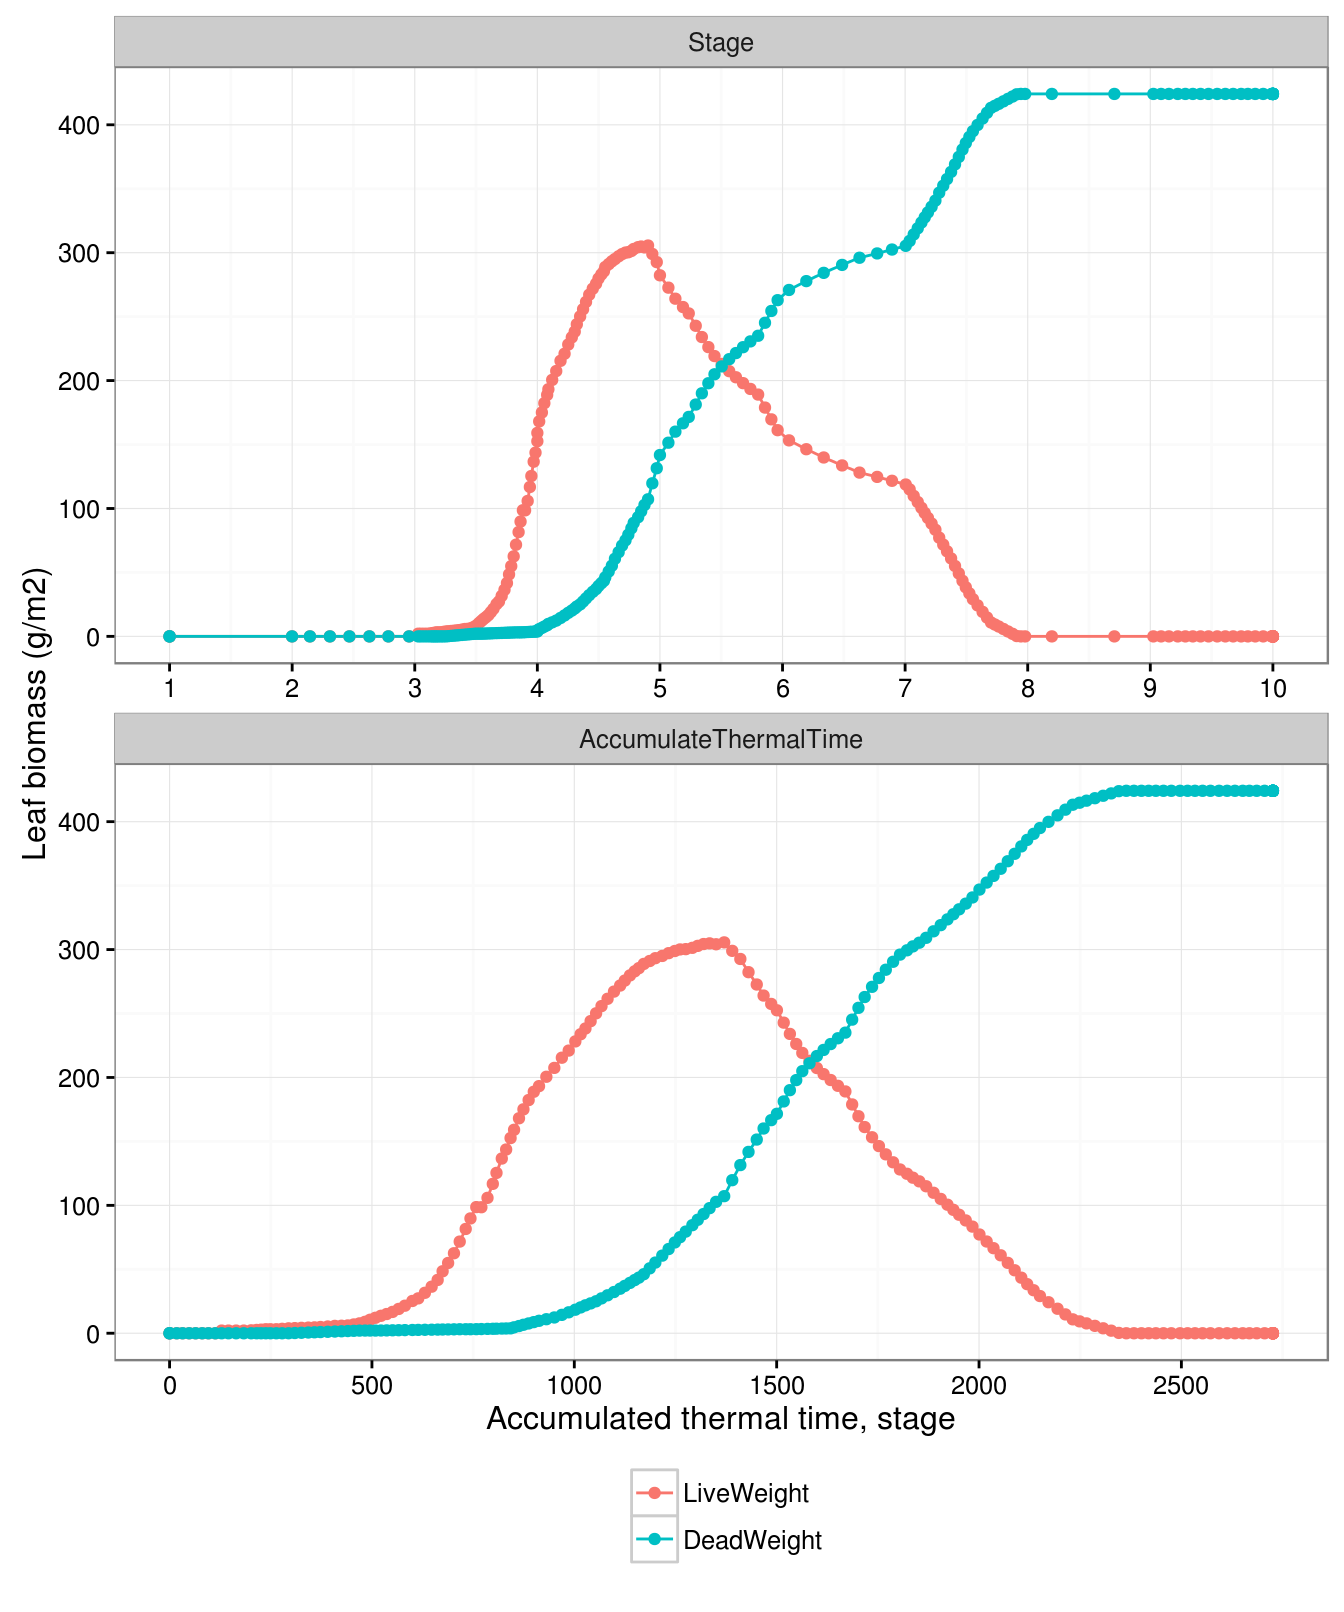 Stage
400
300
200
100
0
1 2 3 4 5 6 7 8 9 10
Leaf biomass (g/m2)
AccumulateThermalTime
400
300
200
100
0
0 500 1000 1500 2000 2500
Accumulated thermal time, stage
LiveWeight
DeadWeight